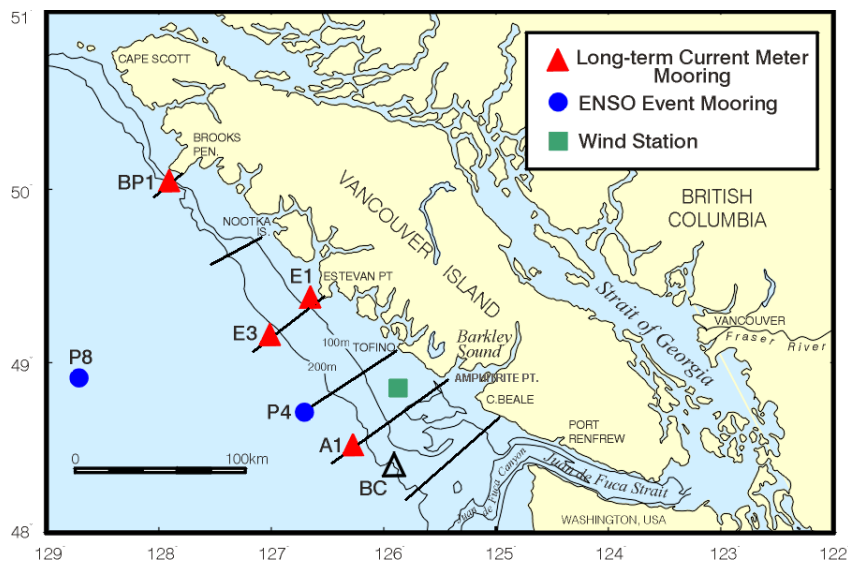 51°
CAPE SCOTT
Long-term Current Meter
Mooring
ENSO Event Mooring
Wind Station
BROOKS
PEN.
50°
BP1
VANCOUVER ISLAND
BRITISH
COLUMBIA
NOOTKA
IS.
E1
ESTEVAN PT
Strait of Georgia
VANCOUVER
Fraser River
E3
100m
TOFINO
Barkley
Sound
49°
P8
200m
AMPHITRITE PT.
C.BEALE
P4
A1
PORT
RENFREW
0
100km
BC
Juan de Fuca Canyon
Juan de Fuca Strait
WASHINGTON, USA
48°
129°
128°
127°
126°
125°
124°
123°
122°